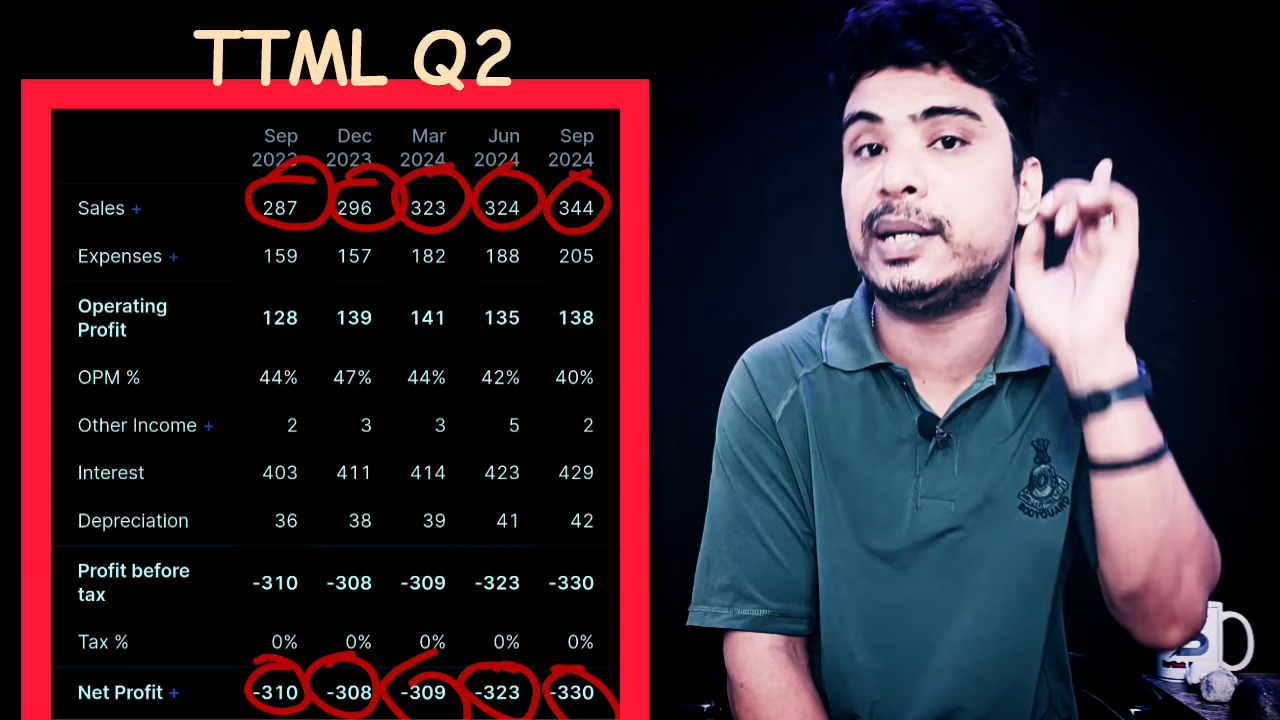 TTML Q2
Sep Dec Mar Jun Sep
2023 2023 2024 2024 2024
Sales + 287 296 323 324 344
Expenses + 159 157 182 188 205
Operating
Profit 128 139 141 135 138
OPM % 44% 47% 44% 42% 40%
Other Income + 2 3 3 5 2
Interest 403 411 414 423 429
Depreciation 36 38 39 41 42
Profit before
tax -310 -308 -309 -323 -330
Tax % 0% 0% 0% 0% 0%
Net Profit + -310 -308 -309 -323 -330
BODYGUARD